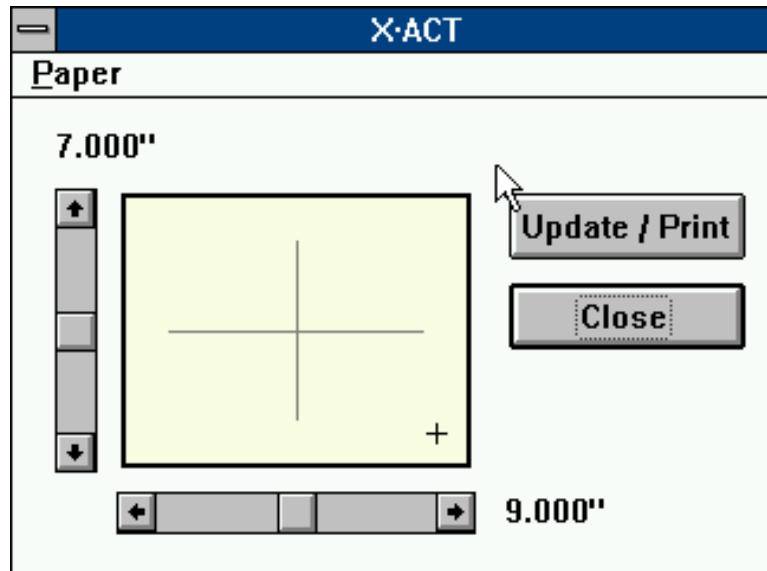 X·ACT
Paper
7.000"
Update / Print
Close
9.000"